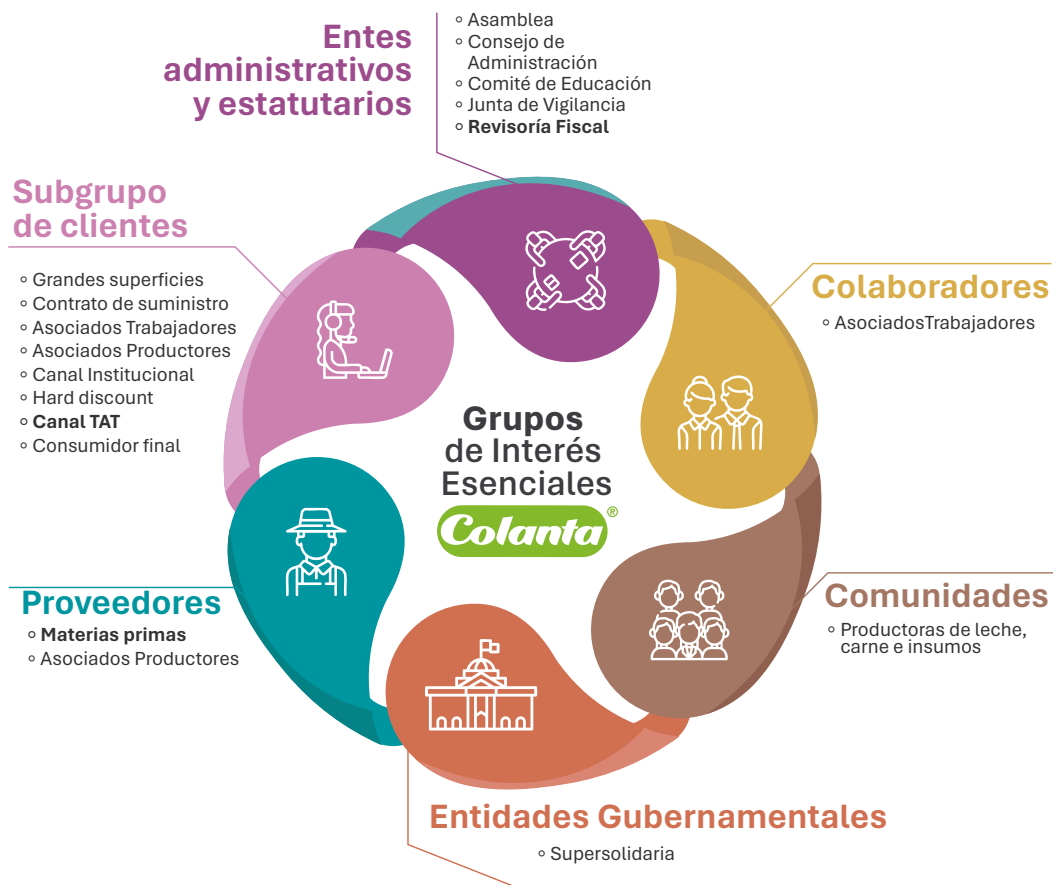 Entes
administrativos
y estatutarios
◦ Asamblea
◦ Consejo de
Administración
◦ Comité de Educación
◦ Junta de Vigilancia
◦ Revisoría Fiscal
Subgrupo
de clientes
◦ Grandes superficies
◦ Contrato de suministro
◦ Asociados Trabajadores
◦ Asociados Productores
◦ Canal Institucional
◦ Hard discount
◦ Canal TAT
◦ Consumidor final
Colaboradores
◦ AsociadosTrabajadores
Grupos
de Interés
Esenciales
Colanta®
Proveedores
◦ Materias primas
◦ Asociados Productores
Comunidades
◦ Productoras de leche,
carne e insumos
Entidades Gubernamentales
◦ Supersolidaria